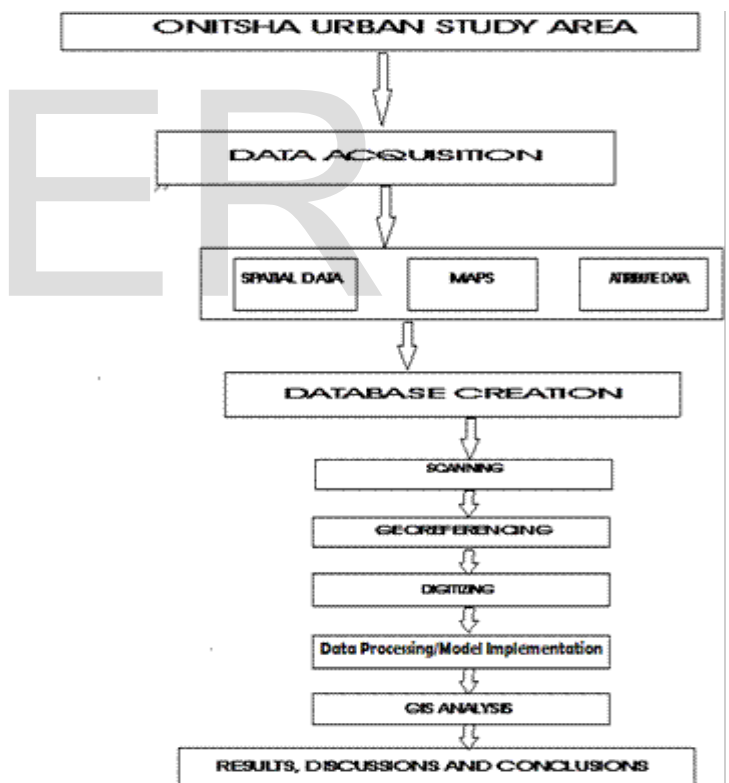 ONITSHA URBAN STUDY AREA
DATA ACQUISITION
SPATIAL DATA MAPS ATTRIBUTE DATA
DATABASE CREATION
SCANNING
GEOREFERENCING
DIGITIZING
Data Processing/Model Implementation
GIS ANALYSIS
RESULTS, DISCUSSIONS AND CONCLUSIONS
ER